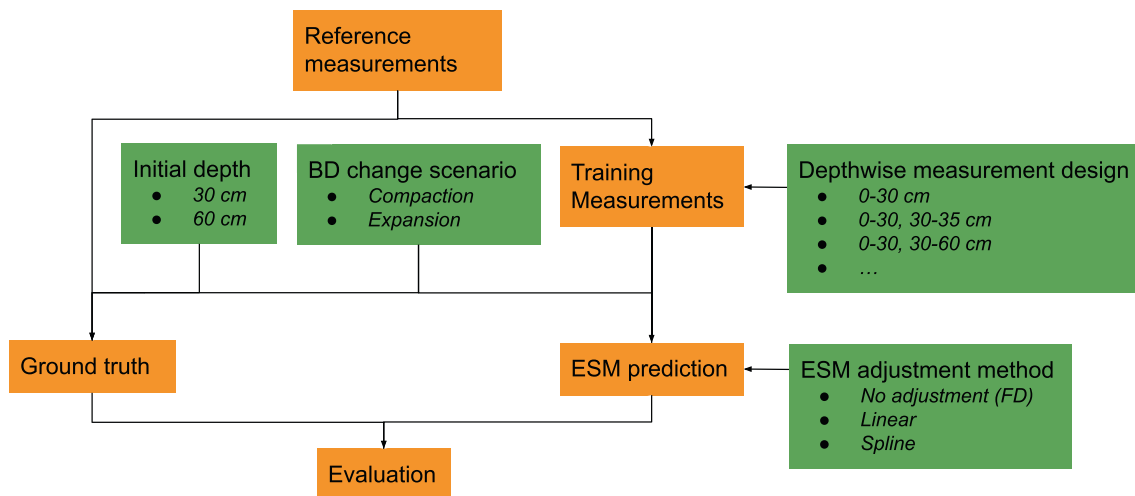 Reference
measurements
Initial depth
● 30 cm
● 60 cm
BD change scenario
● Compaction
● Expansion
Training
Measurements
Depthwise measurement design
● 0-30 cm
● 0-30, 30-35 cm
● 0-30, 30-60 cm
● …
Ground truth
ESM prediction
ESM adjustment method
● No adjustment (FD)
● Linear
● Spline
Evaluation